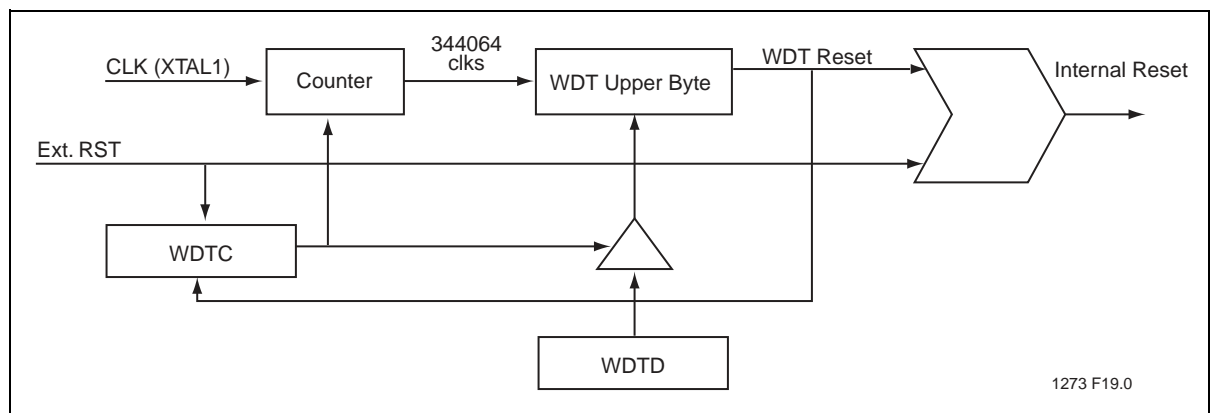 344064
clks
CLK (XTAL1)
Counter
WDT Upper Byte
WDT Reset
Internal Reset
Ext. RST
WDTC
WDTD
1273 F19.0